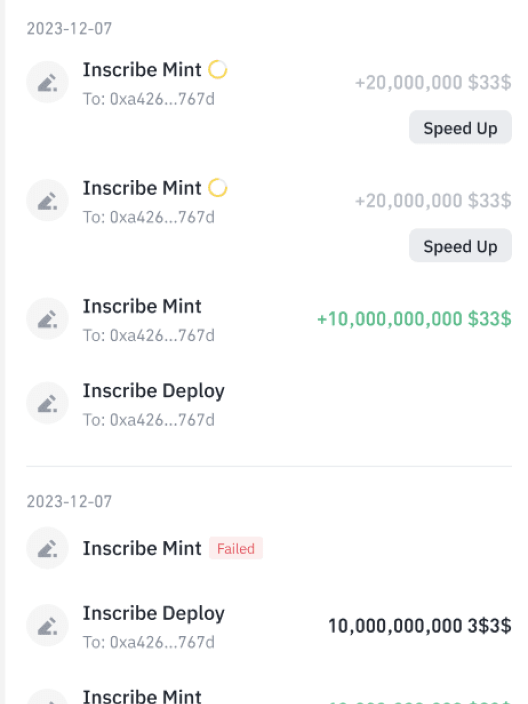 2023-12-07
Inscribe Mint
+20,000,000 $33$
To: 0xa426...767d
Speed Up
Inscribe Mint
+20,000,000 $33$
To: 0xa426...767d
Speed Up
Inscribe Mint
+10,000,000,000 $33$
To: 0xa426...767d
Inscribe Deploy
To: 0xa426...767d
2023-12-07
Inscribe Mint Failed
Inscribe Deploy
10,000,000,000 3$3$
To: 0xa426...767d
Inscribe Mint